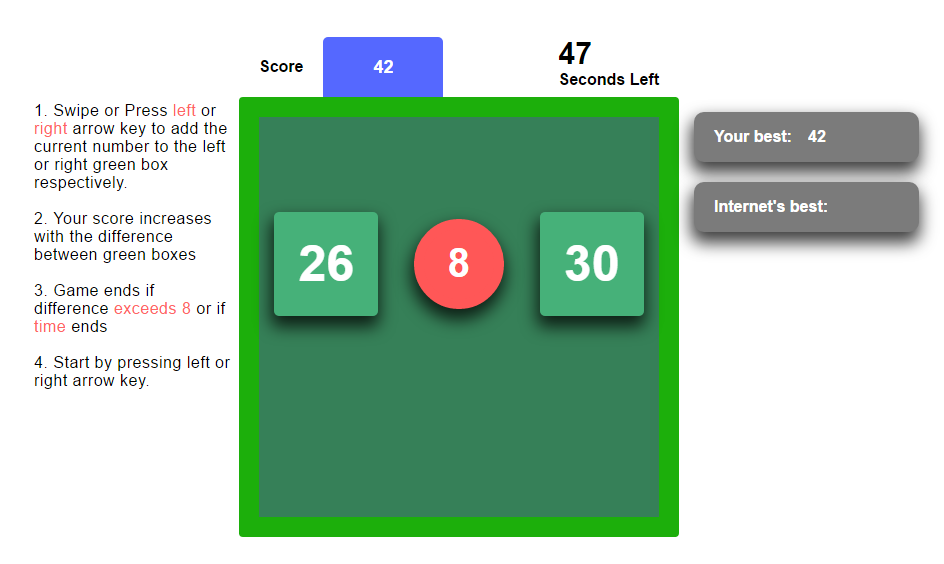 Score
42
47
Seconds Left
1. Swipe or Press left or
right arrow key to add the
current number to the left
or right green box
respectively.
2. Your score increases
with the difference
between green boxes
3. Game ends if
difference exceeds 8 or if
time ends
4. Start by pressing left or
right arrow key.
26
8
30
Your best: 42
Internet's best: